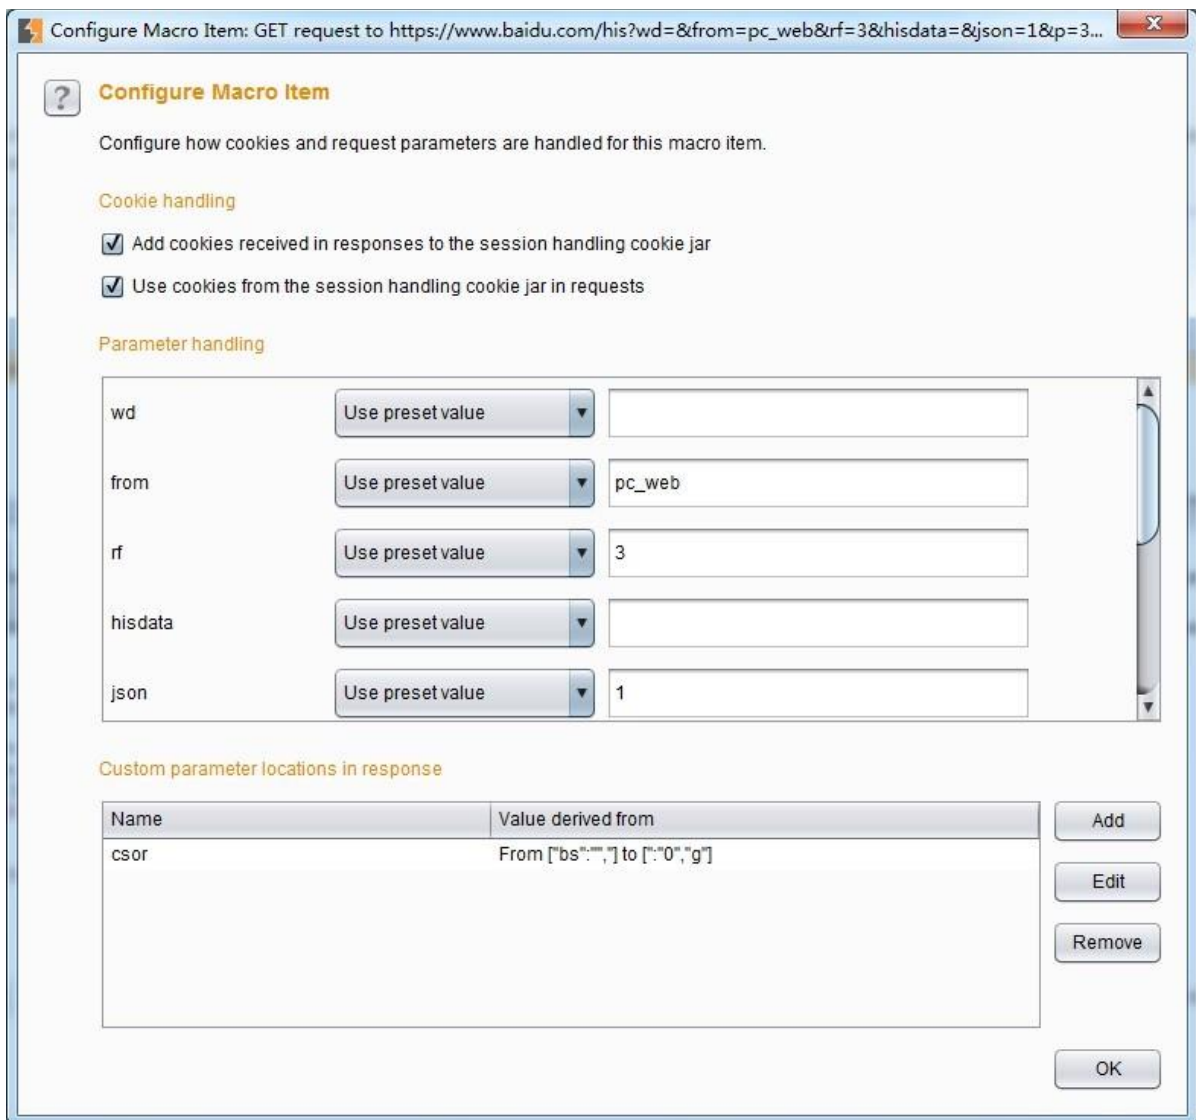 Configure Macro Item: GET request to https://www.baidu.com/his?wd=&from=pc_web&rf=3&hisdata=&json=1&p=3...
?
Configure Macro Item
Configure how cookies and request parameters are handled for this macro item.
Cookie handling
Add cookies received in responses to the session handling cookie jar
Use cookies from the session handling cookie jar in requests
Parameter handling
wd Use preset value
from Use preset value pc_web
rf Use preset value 3
hisdata Use preset value
json Use preset value 1
Custom parameter locations in response
Name Value derived from Add
csor From ["bs":"","] to [":"0","g"]
Edit
Remove
OK